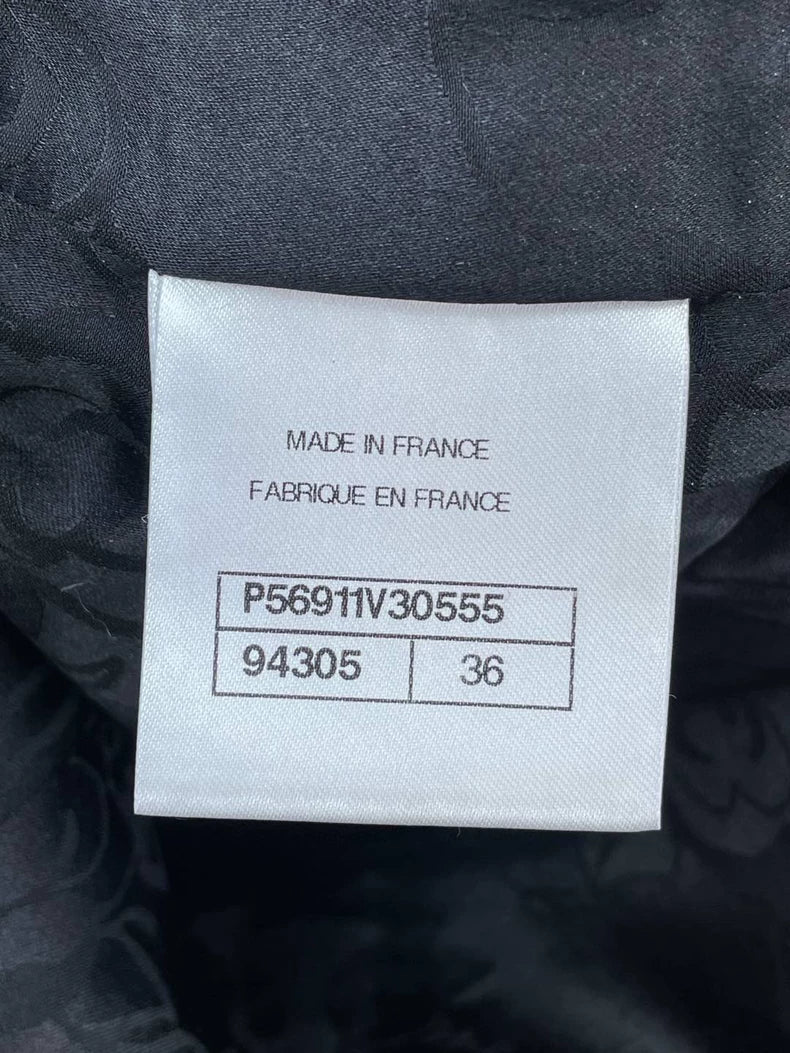 MADE IN FRANCE
FABRIQUE EN FRANCE
P56911V30555
94305 36